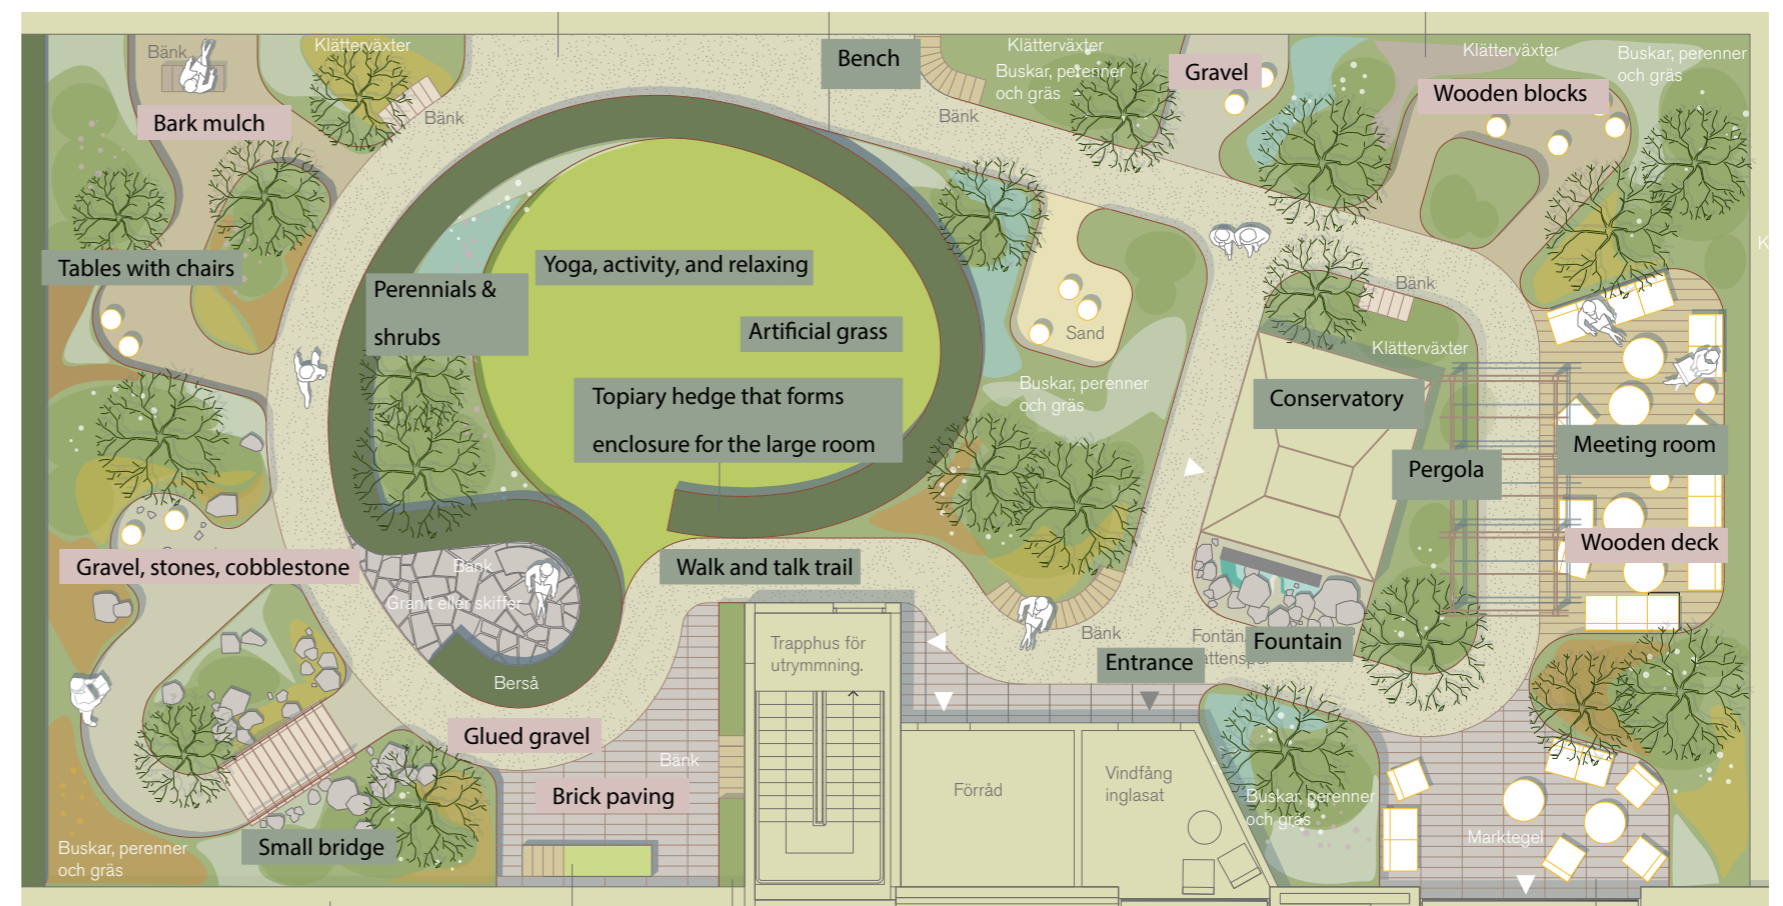 Bänk
Klätterväxter
Bark mulch
Bänk
Bench
Klätterväxter
Buskar, perenner
och gräs
Bänk
Gravel
Klätterväxter
Buskar, perenner
och gräs
Wooden blocks
Tables with chairs
Perennials &
shrubs
Yoga, activity, and relaxing
Artificial grass
Topiary hedge that forms
enclosure for the large room
Sand
Buskar, perenner
och gräs
Bänk
Klätterväxter
Conservatory
Pergola
Meeting room
Wooden deck
Gravel, stones, cobblestone
Bänk
Granit eller skiffer
Walk and talk trail
Berså
Trapphus för
utrymmning.
Bänk
Entrance
Fountain
Glued gravel
Bänk
Brick paving
Förråd
Vindfång
inglasat
Buskar, perenner
och gräs
Marktegel
Small bridge
Buskar, perenner
och gräs